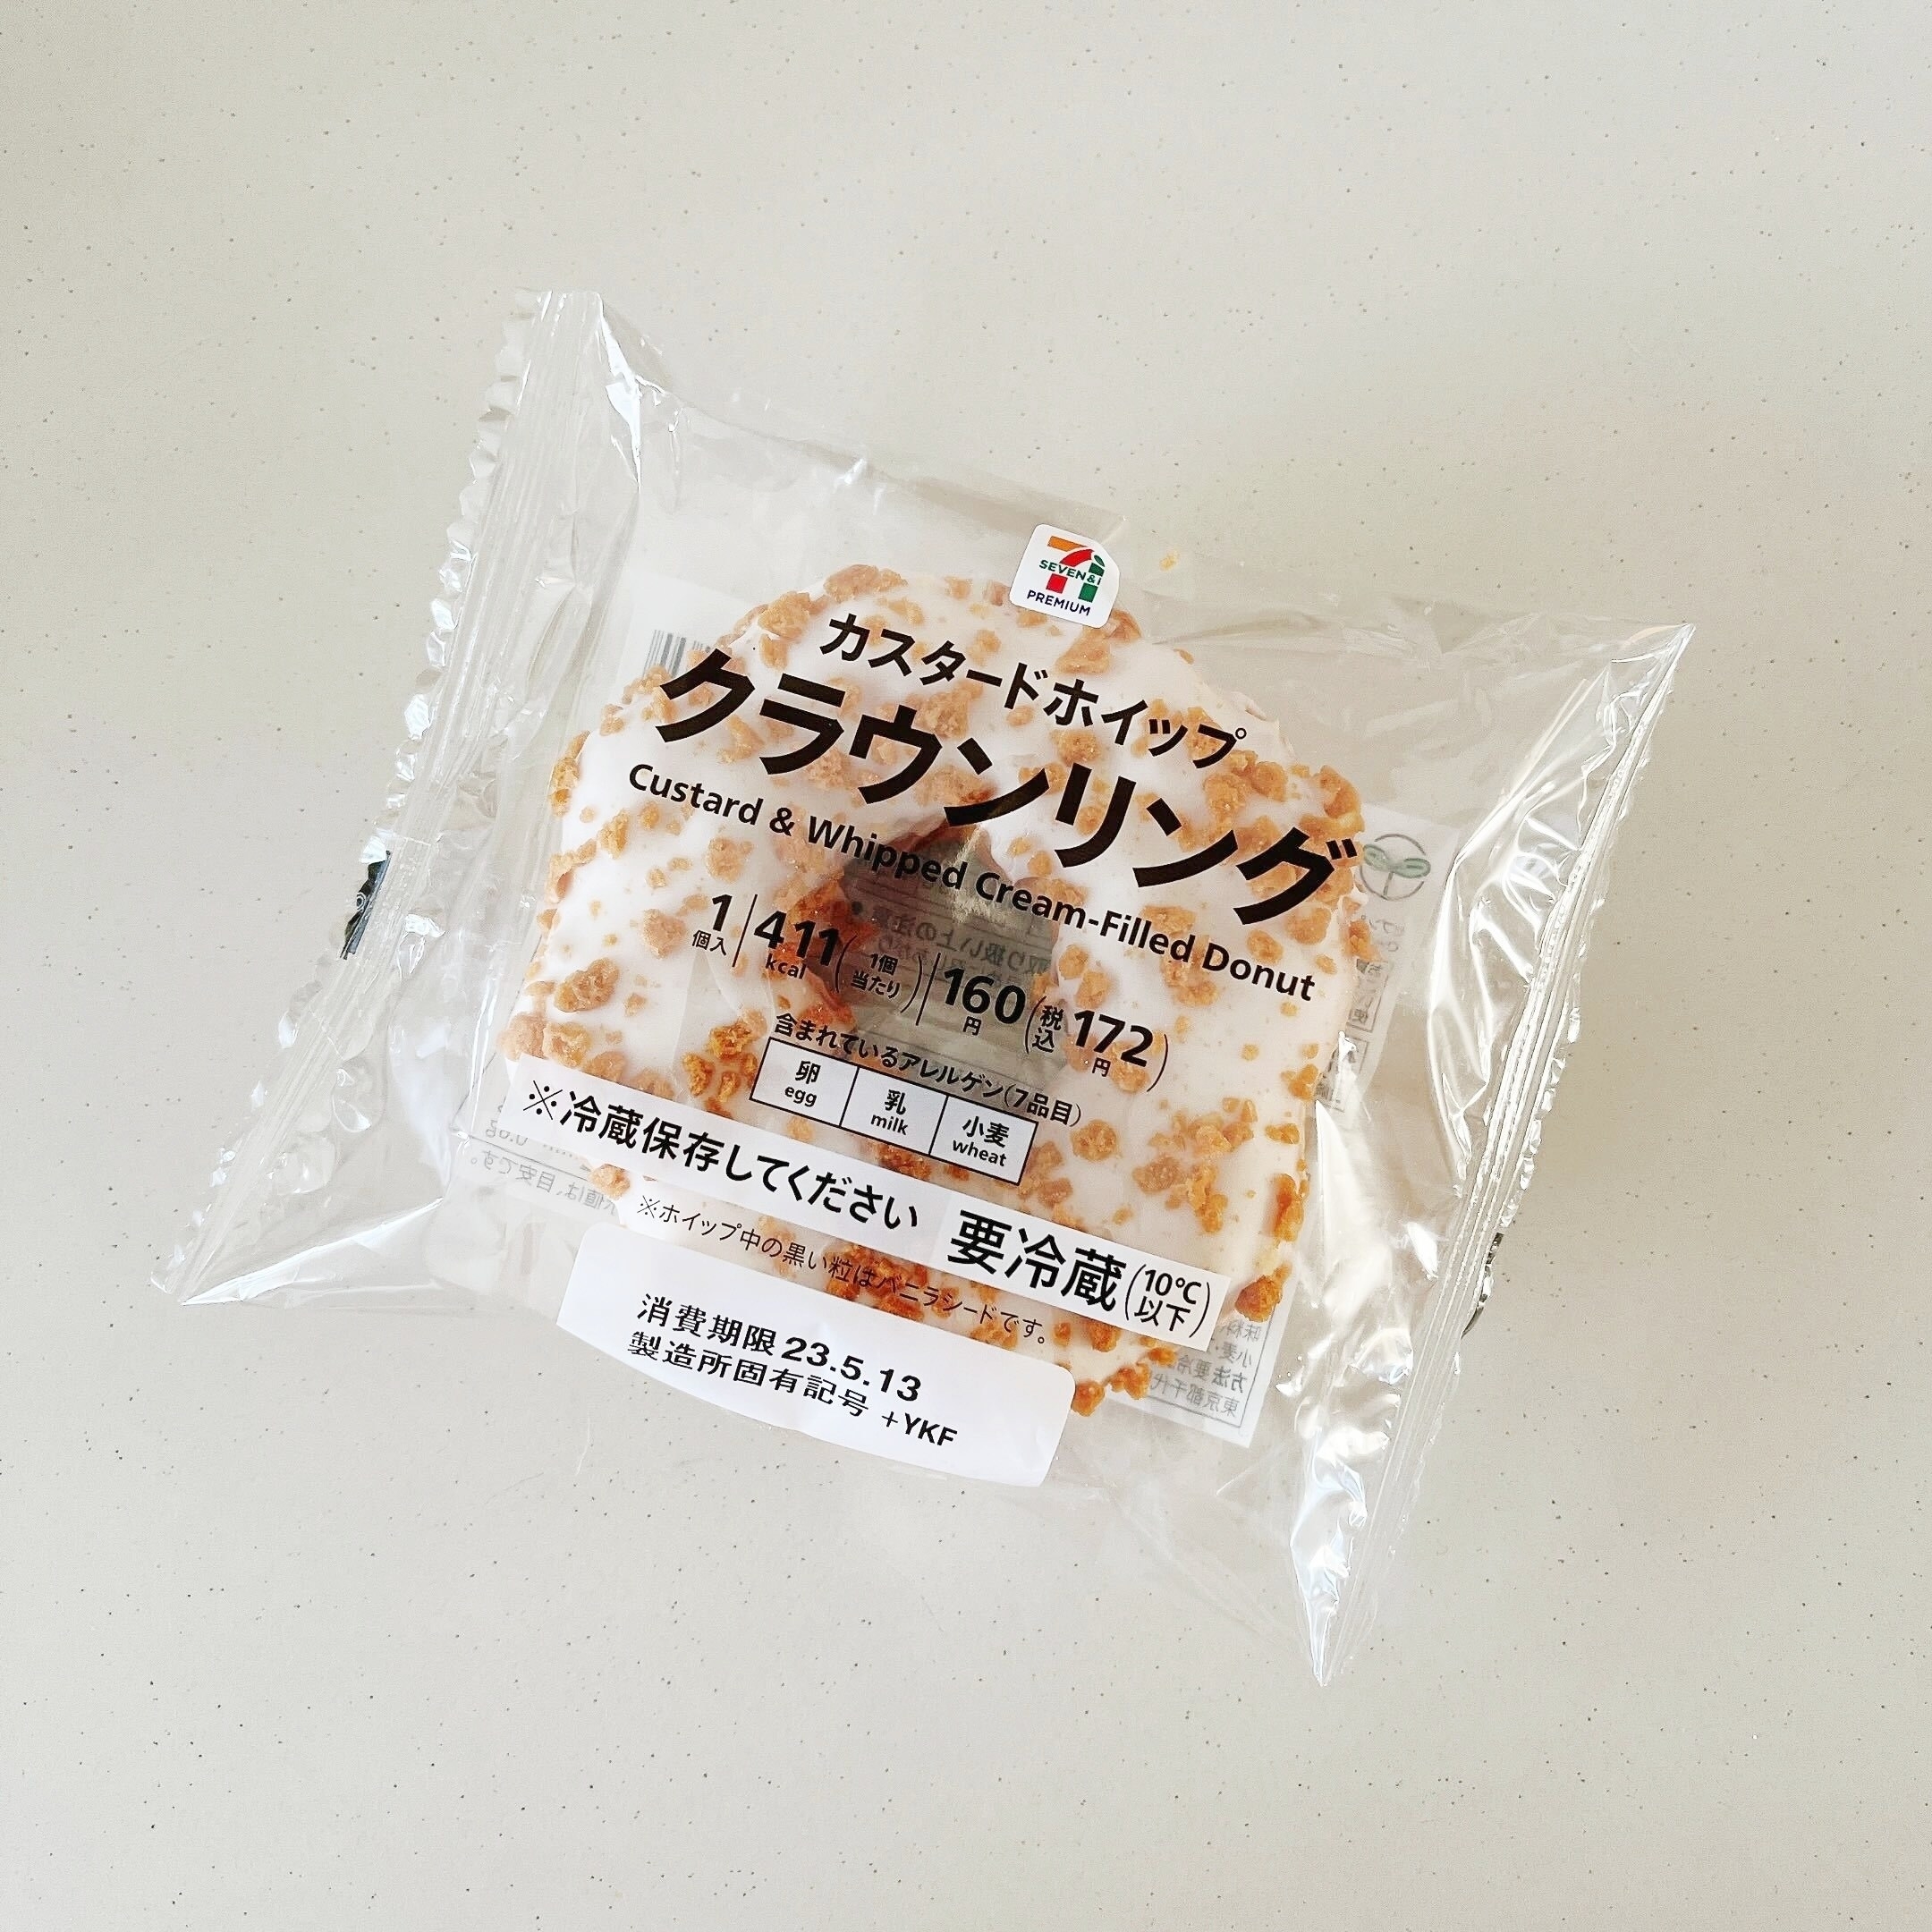 SEVEN&i
PREMIUM
カスタードホイップ
クラウンリング
Custard & Whipped Cream-Filled Donut
1個入 411kcal(1個当たり) 160円(税込172円)
含まれているアレルゲン(7品目)
卵 乳 小麦
egg milk wheat
※冷蔵保存してください 要冷蔵(10℃以下)
※ホイップ中の黒い粒はバニラシードです。
消費期限 23.5.13
製造所固有記号 +YKF